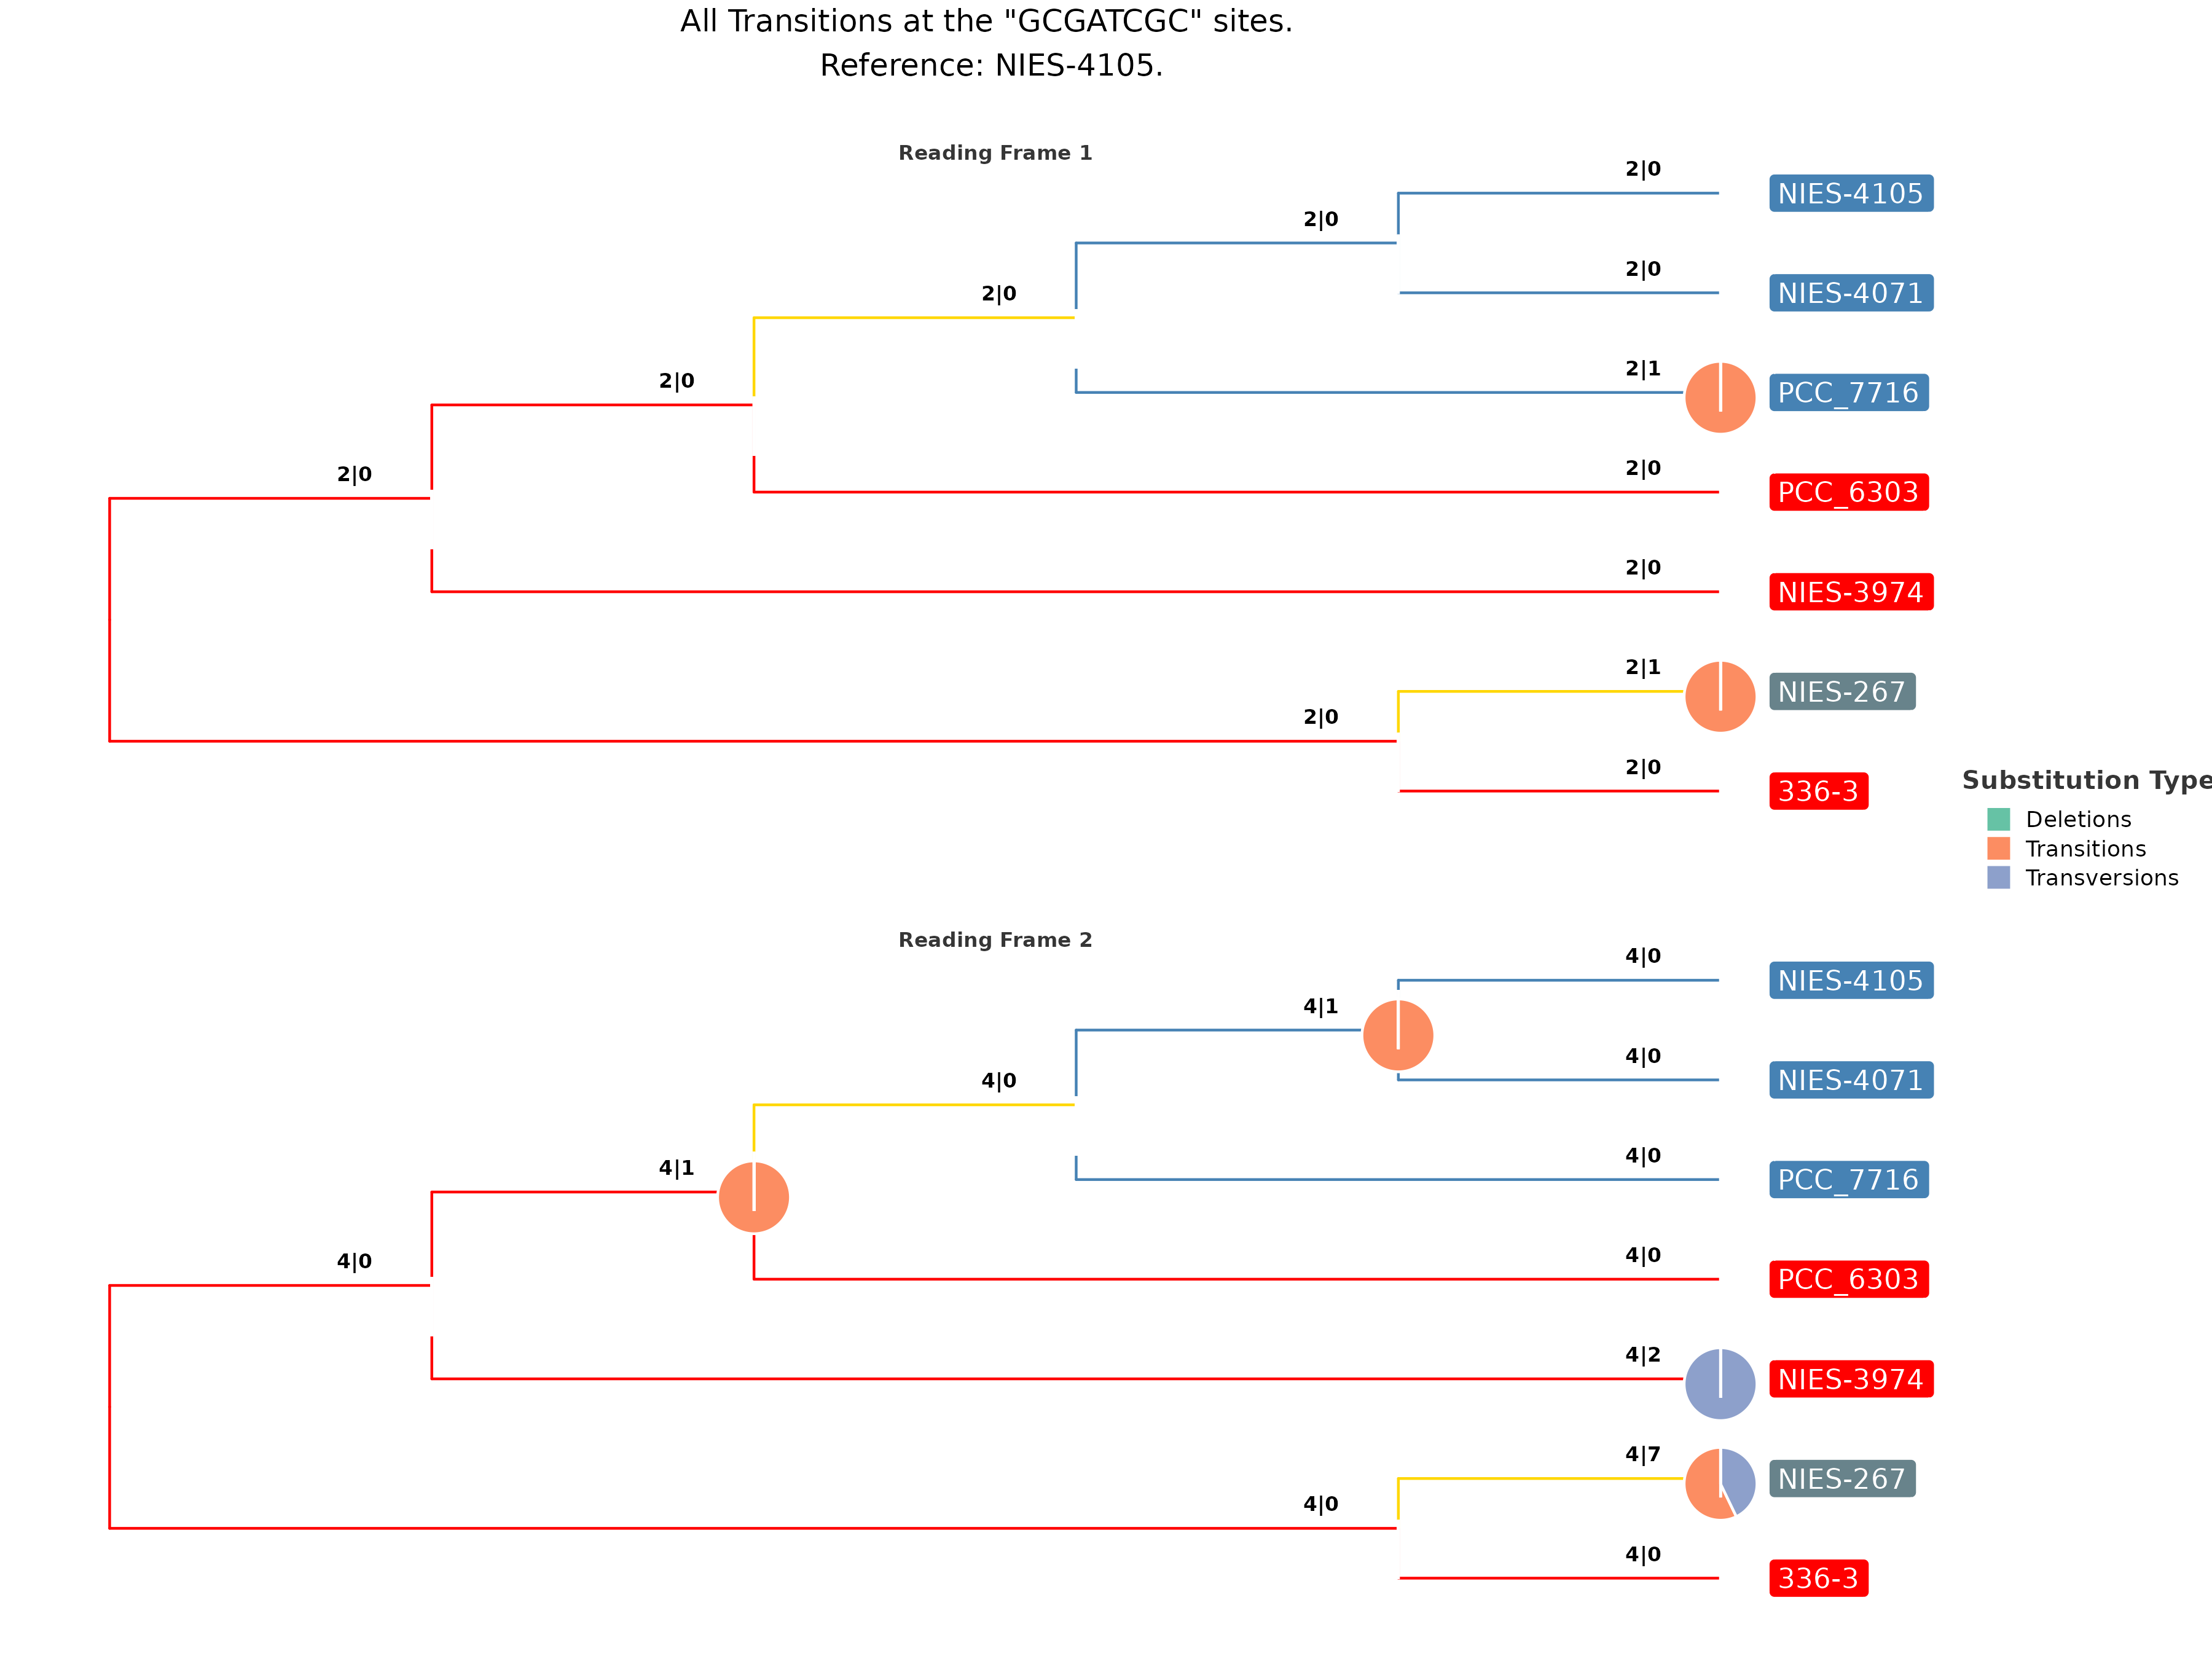 All Transitions at the "GCGATCGC" sites.
Reference: NIES-4105.
Reading Frame 1
2|0
NIES-4105
2|0
2|0
NIES-4071
2|0
2|1
PCC_7716
2|0
2|0
PCC_6303
2|0
2|0
NIES-3974
2|1
NIES-267
2|0
2|0
336-3
Substitution Type
Deletions
Transitions
Transversions
Reading Frame 2
4|0
NIES-4105
4|1
4|0
NIES-4071
4|0
4|0
PCC_7716
4|1
4|0
PCC_6303
4|0
4|2
NIES-3974
4|7
NIES-267
4|0
4|0
336-3